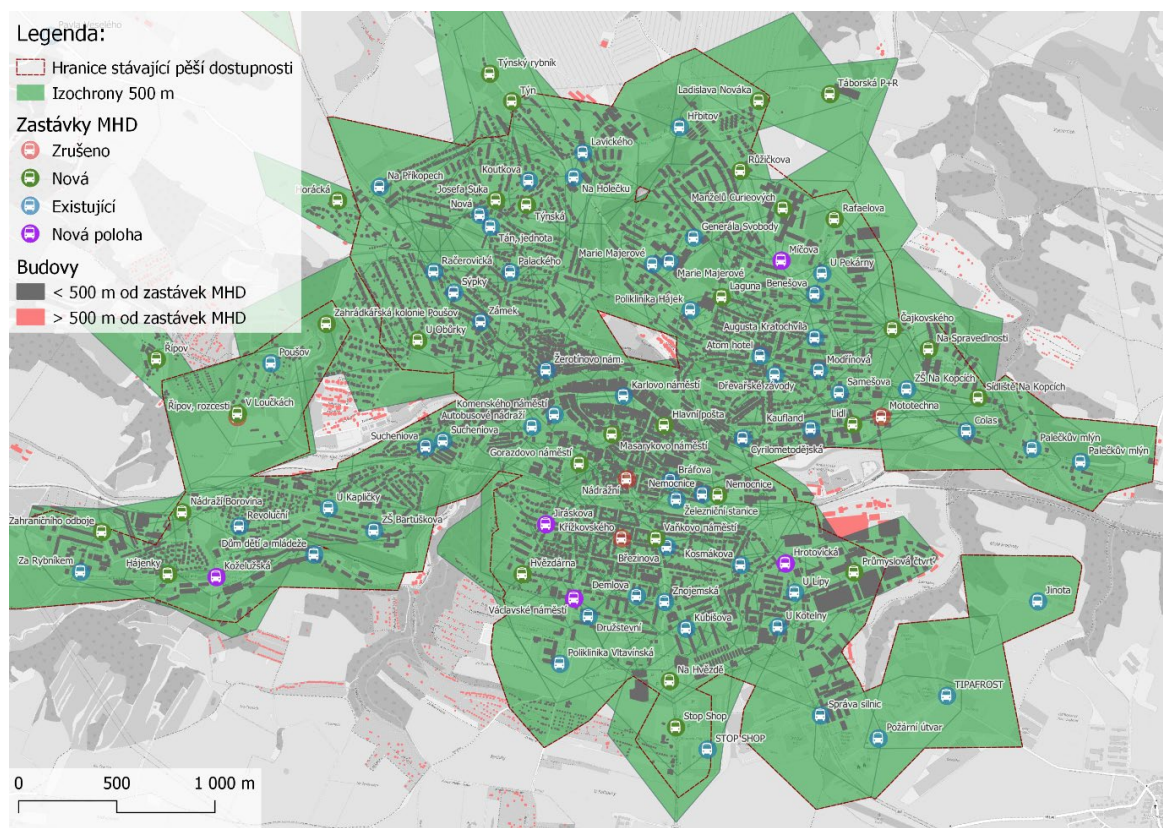 Legenda:
Hranice stávající pěší dostupnosti
Izochrony 500 m
Zastávky MHD
Zrušeno
Nová
Existující
Nová poloha
Budovy
< 500 m od zastávek MHD
> 500 m od zastávek MHD
Týnský rybník
Týn
Ladislava Nováka
Táborská P+R
Hřbitov
Lavického
Růžičkova
Koutkova
Na Příkopech
Josefa Suka
Na Holečku
Horácká
Nová
Týnská
Manželů Curieových
Rafaelova
Táň, jednota
Generála Svobody
Míčova
Račerovická
Palackého
Marie Majerové
Marie Majerové
U Pekárny
Sýpky
Benešova
Laguna
Poliklinika Hájek
Zahrádkářská kolonie Poušov
Zámek
Čajkovského
U Obůrky
Augusta Kratochvíla
Na Spravedlnosti
Řípov
Poušov
Atom hotel
Žerotínovo nám.
Modřínová
Dřevařské závody
ZŠ Na Kopcích
Karlovo náměstí
Samešova
Sídliště Na Kopcích
V Loučkách
Řípov, rozcestí
Komenského náměstí
Autobusové nádraží
Hlavní pošta
Kaufland
Lidl
Mototechna
Colas
Sucheniova
Sucheniova
Masarykovo náměstí
Cyrilometodějská
Palečkův mlýn
Palečkův mlýn
Gorazdovo náměstí
Bráfova
Nádražní
Nemocnice
Nemocnice
U Kapličky
Nádraží Borovina
Železniční stanice
Jiráskova
Zahraničního odboje
Revoluční
ZŠ Bartuškova
Křížkovského
Vaňkovo náměstí
Dům dětí a mládeže
Březinova
Kosmákova
Hrotovická
Za Rybníkem
Hájenky
Koželužská
Hvězdárna
Průmyslová čtvrť
Demlova
U Lípy
Jinota
Znojemská
Václavské náměstí
Družstevní
Kubišova
U Kotelny
Poliklinika Vltavínská
Na Hvězdě
TIPAFROST
Správa silnic
Stop Shop
Požární útvar
STOP SHOP
0 500 1 000 m